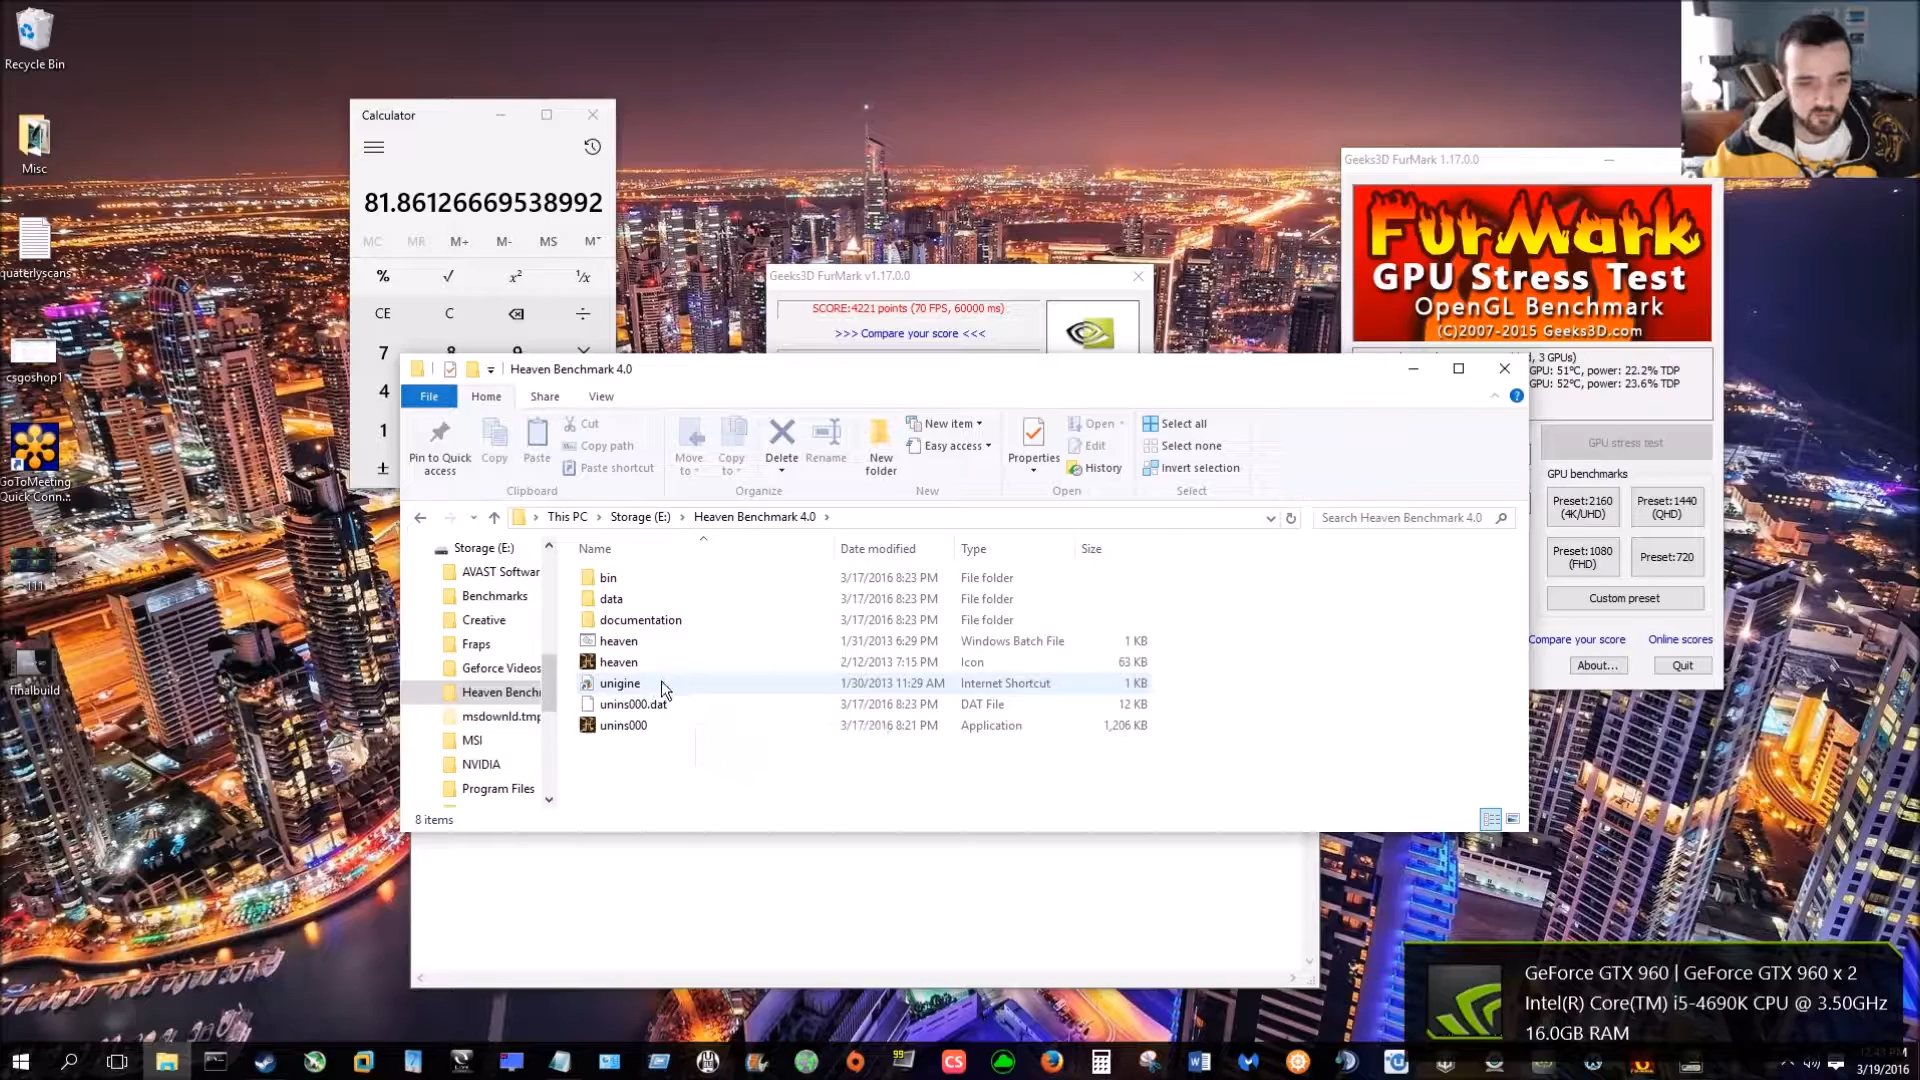 Recycle Bin
Misc
quaterlyscans
csgoshop1
GoToMeeting
Quick Conn...
111
finalbuild
Calculator
81.86126669538992
MC MR M+ M- MS M
% √ x² ¹/x
CE C ÷
7 8 9
4
1
±
Geeks3D FurMark v1.17.0.0
SCORE:4221 points (70 FPS, 60000 ms)
>>> Compare your score <<<
Geeks3D FurMark 1.17.0.0
FurMark
GPU Stress Test
OpenGL Benchmark
(C)2007-2015 Geeks3D.com
, 3 GPUs)
GPU: 51°C, power: 22.2% TDP
GPU: 52°C, power: 23.6% TDP
GPU stress test
GPU benchmarks
Preset:2160
(4K/UHD)
Preset:1440
(QHD)
Preset:1080
(FHD)
Preset:720
Custom preset
Compare your score Online scores
About... Quit
Heaven Benchmark 4.0
File Home Share View
Pin to Quick
access
Copy
Paste
Cut
Copy path
Paste shortcut
Clipboard
Move
to
Copy
to
Delete
Rename
Organize
New
folder
New item
Easy access
New
Properties
Open
Edit
History
Open
Select all
Select none
Invert selection
Select
This PC Storage (E:) Heaven Benchmark 4.0
Search Heaven Benchmark 4.0
Storage (E:)
AVAST Softwar
Benchmarks
Creative
Fraps
Geforce Videos
Heaven Bench
msdownld.tmp
MSI
NVIDIA
Program Files
Name Date modified Type Size
bin 3/17/2016 8:23 PM File folder
data 3/17/2016 8:23 PM File folder
documentation 3/17/2016 8:23 PM File folder
heaven 1/31/2013 6:29 PM Windows Batch File 1 KB
heaven 2/12/2013 7:15 PM Icon 63 KB
unigine 1/30/2013 11:29 AM Internet Shortcut 1 KB
unins000.dat 3/17/2016 8:23 PM DAT File 12 KB
unins000 3/17/2016 8:21 PM Application 1,206 KB
8 items
GeForce GTX 960 | GeForce GTX 960 x 2
Intel(R) Core(TM) i5-4690K CPU @ 3.50GHz
16.0GB RAM
99
CS
12:43 PM
3/19/2016